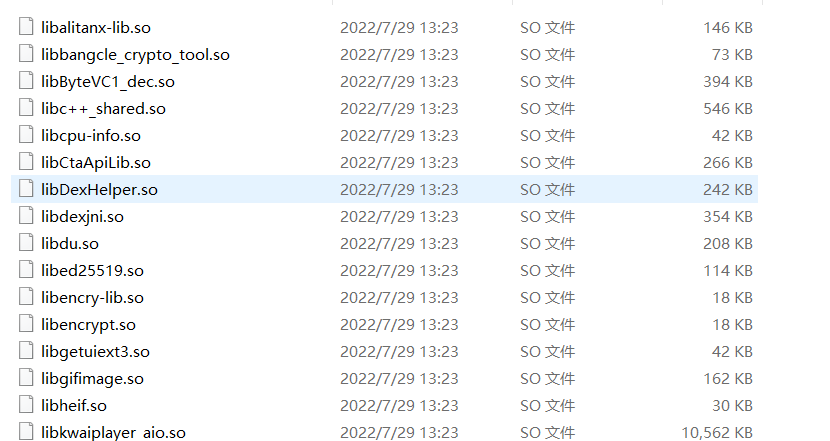 libalitanx-lib.so 2022/7/29 13:23 SO 文件 146 KB
libbangcle_crypto_tool.so 2022/7/29 13:23 SO 文件 73 KB
libByteVC1_dec.so 2022/7/29 13:23 SO 文件 394 KB
libc++_shared.so 2022/7/29 13:23 SO 文件 546 KB
libcpu-info.so 2022/7/29 13:23 SO 文件 42 KB
libCtaApiLib.so 2022/7/29 13:23 SO 文件 266 KB
libDexHelper.so 2022/7/29 13:23 SO 文件 242 KB
libdexjni.so 2022/7/29 13:23 SO 文件 354 KB
libdu.so 2022/7/29 13:23 SO 文件 208 KB
libed25519.so 2022/7/29 13:23 SO 文件 114 KB
libencry-lib.so 2022/7/29 13:23 SO 文件 18 KB
libencrypt.so 2022/7/29 13:23 SO 文件 18 KB
libgetuiext3.so 2022/7/29 13:23 SO 文件 42 KB
libgifimage.so 2022/7/29 13:23 SO 文件 162 KB
libheif.so 2022/7/29 13:23 SO 文件 30 KB
libkwaiplayer_aio.so 2022/7/29 13:23 SO 文件 10,562 KB